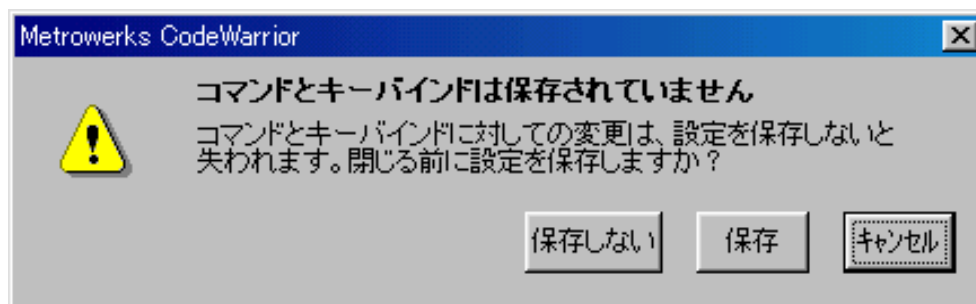 Metrowerks CodeWarrior
コマンドとキーバインドは保存されていません
コマンドとキーバインドに対しての変更は、設定を保存しないと
失われます。閉じる前に設定を保存しますか？
保存しない 保存 キャンセル